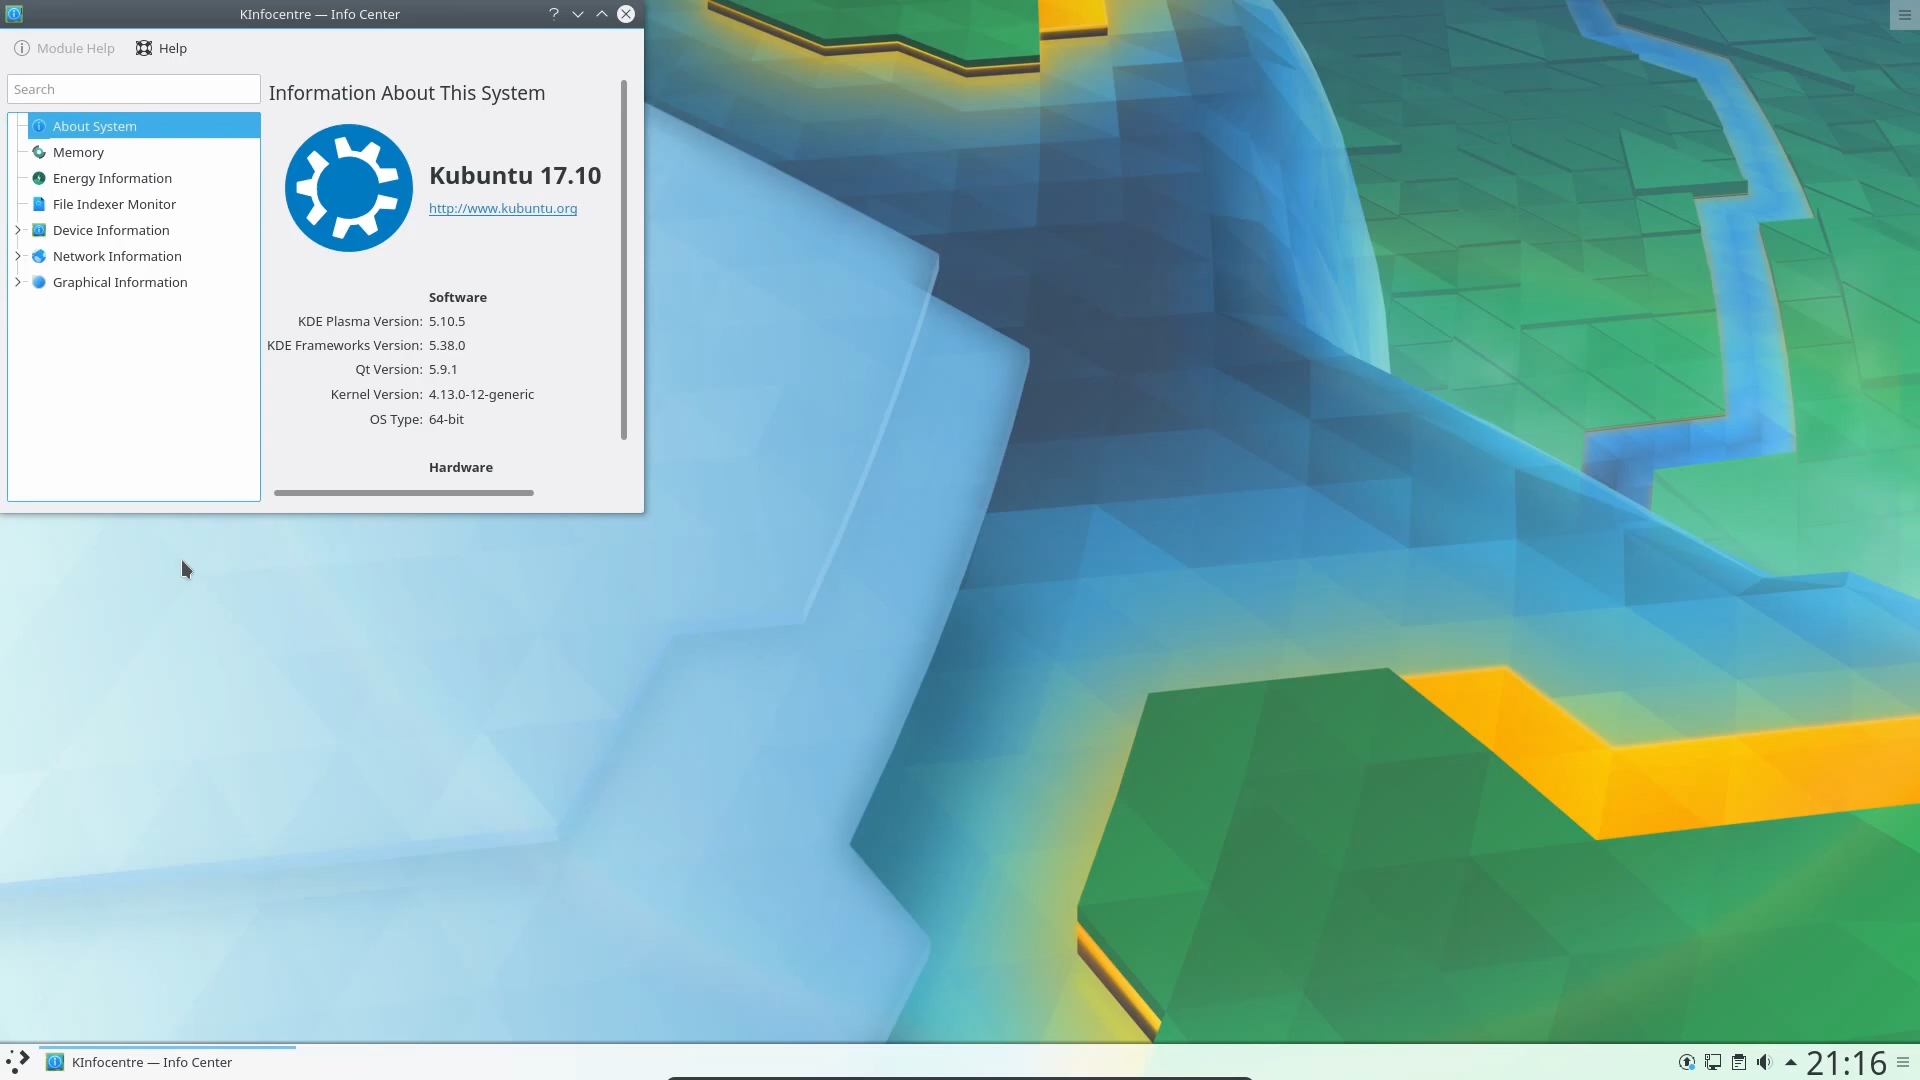 KInfocentre — Info Center
Module Help
Help
Search
About System
Memory
Energy Information
File Indexer Monitor
Device Information
Network Information
Graphical Information
Information About This System
Kubuntu 17.10
http://www.kubuntu.org
Software
KDE Plasma Version: 5.10.5
KDE Frameworks Version: 5.38.0
Qt Version: 5.9.1
Kernel Version: 4.13.0-12-generic
OS Type: 64-bit
Hardware
KInfocentre — Info Center
21:16